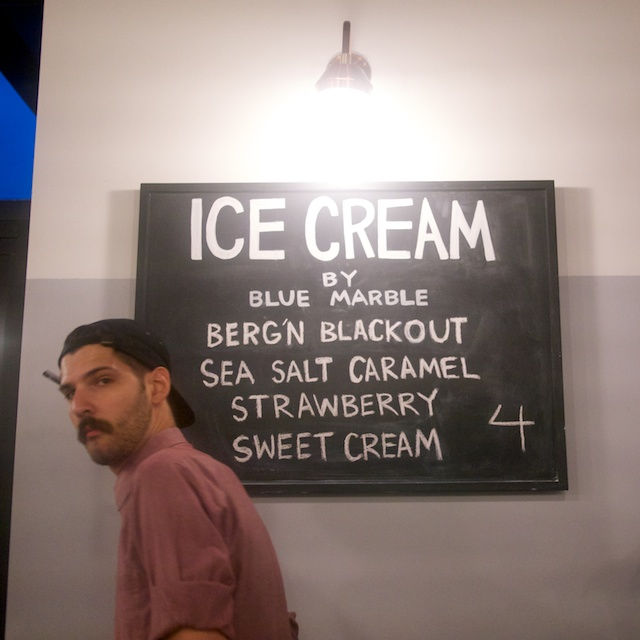 ICE CREAM
BY
BLUE MARBLE
BERG'N BLACKOUT
SEA SALT CARAMEL
STRAWBERRY
SWEET CREAM 4